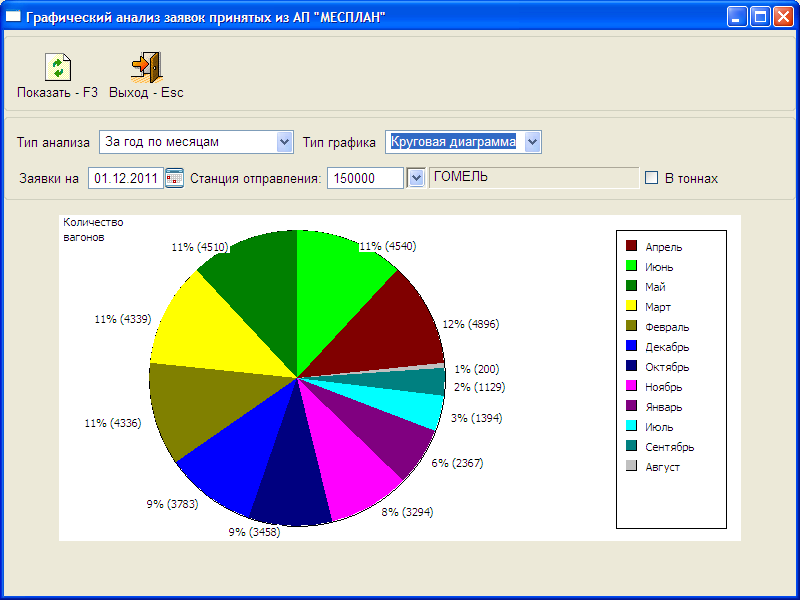 Графический анализ заявок принятых из АП "МЕСПЛАН"
Показать - F3 Выход - Esc
Тип анализа За год по месяцам Тип графика Круговая диаграмма
Заявки на 01.12.2011 Станция отправления: 150000 ГОМЕЛЬ В тоннах
Количество
вагонов
11% (4510)
11% (4540)
11% (4339)
12% (4896)
1% (200)
2% (1129)
3% (1394)
11% (4336)
6% (2367)
9% (3783)
8% (3294)
9% (3458)
Апрель
Июнь
Май
Март
Февраль
Декабрь
Октябрь
Ноябрь
Январь
Июль
Сентябрь
Август